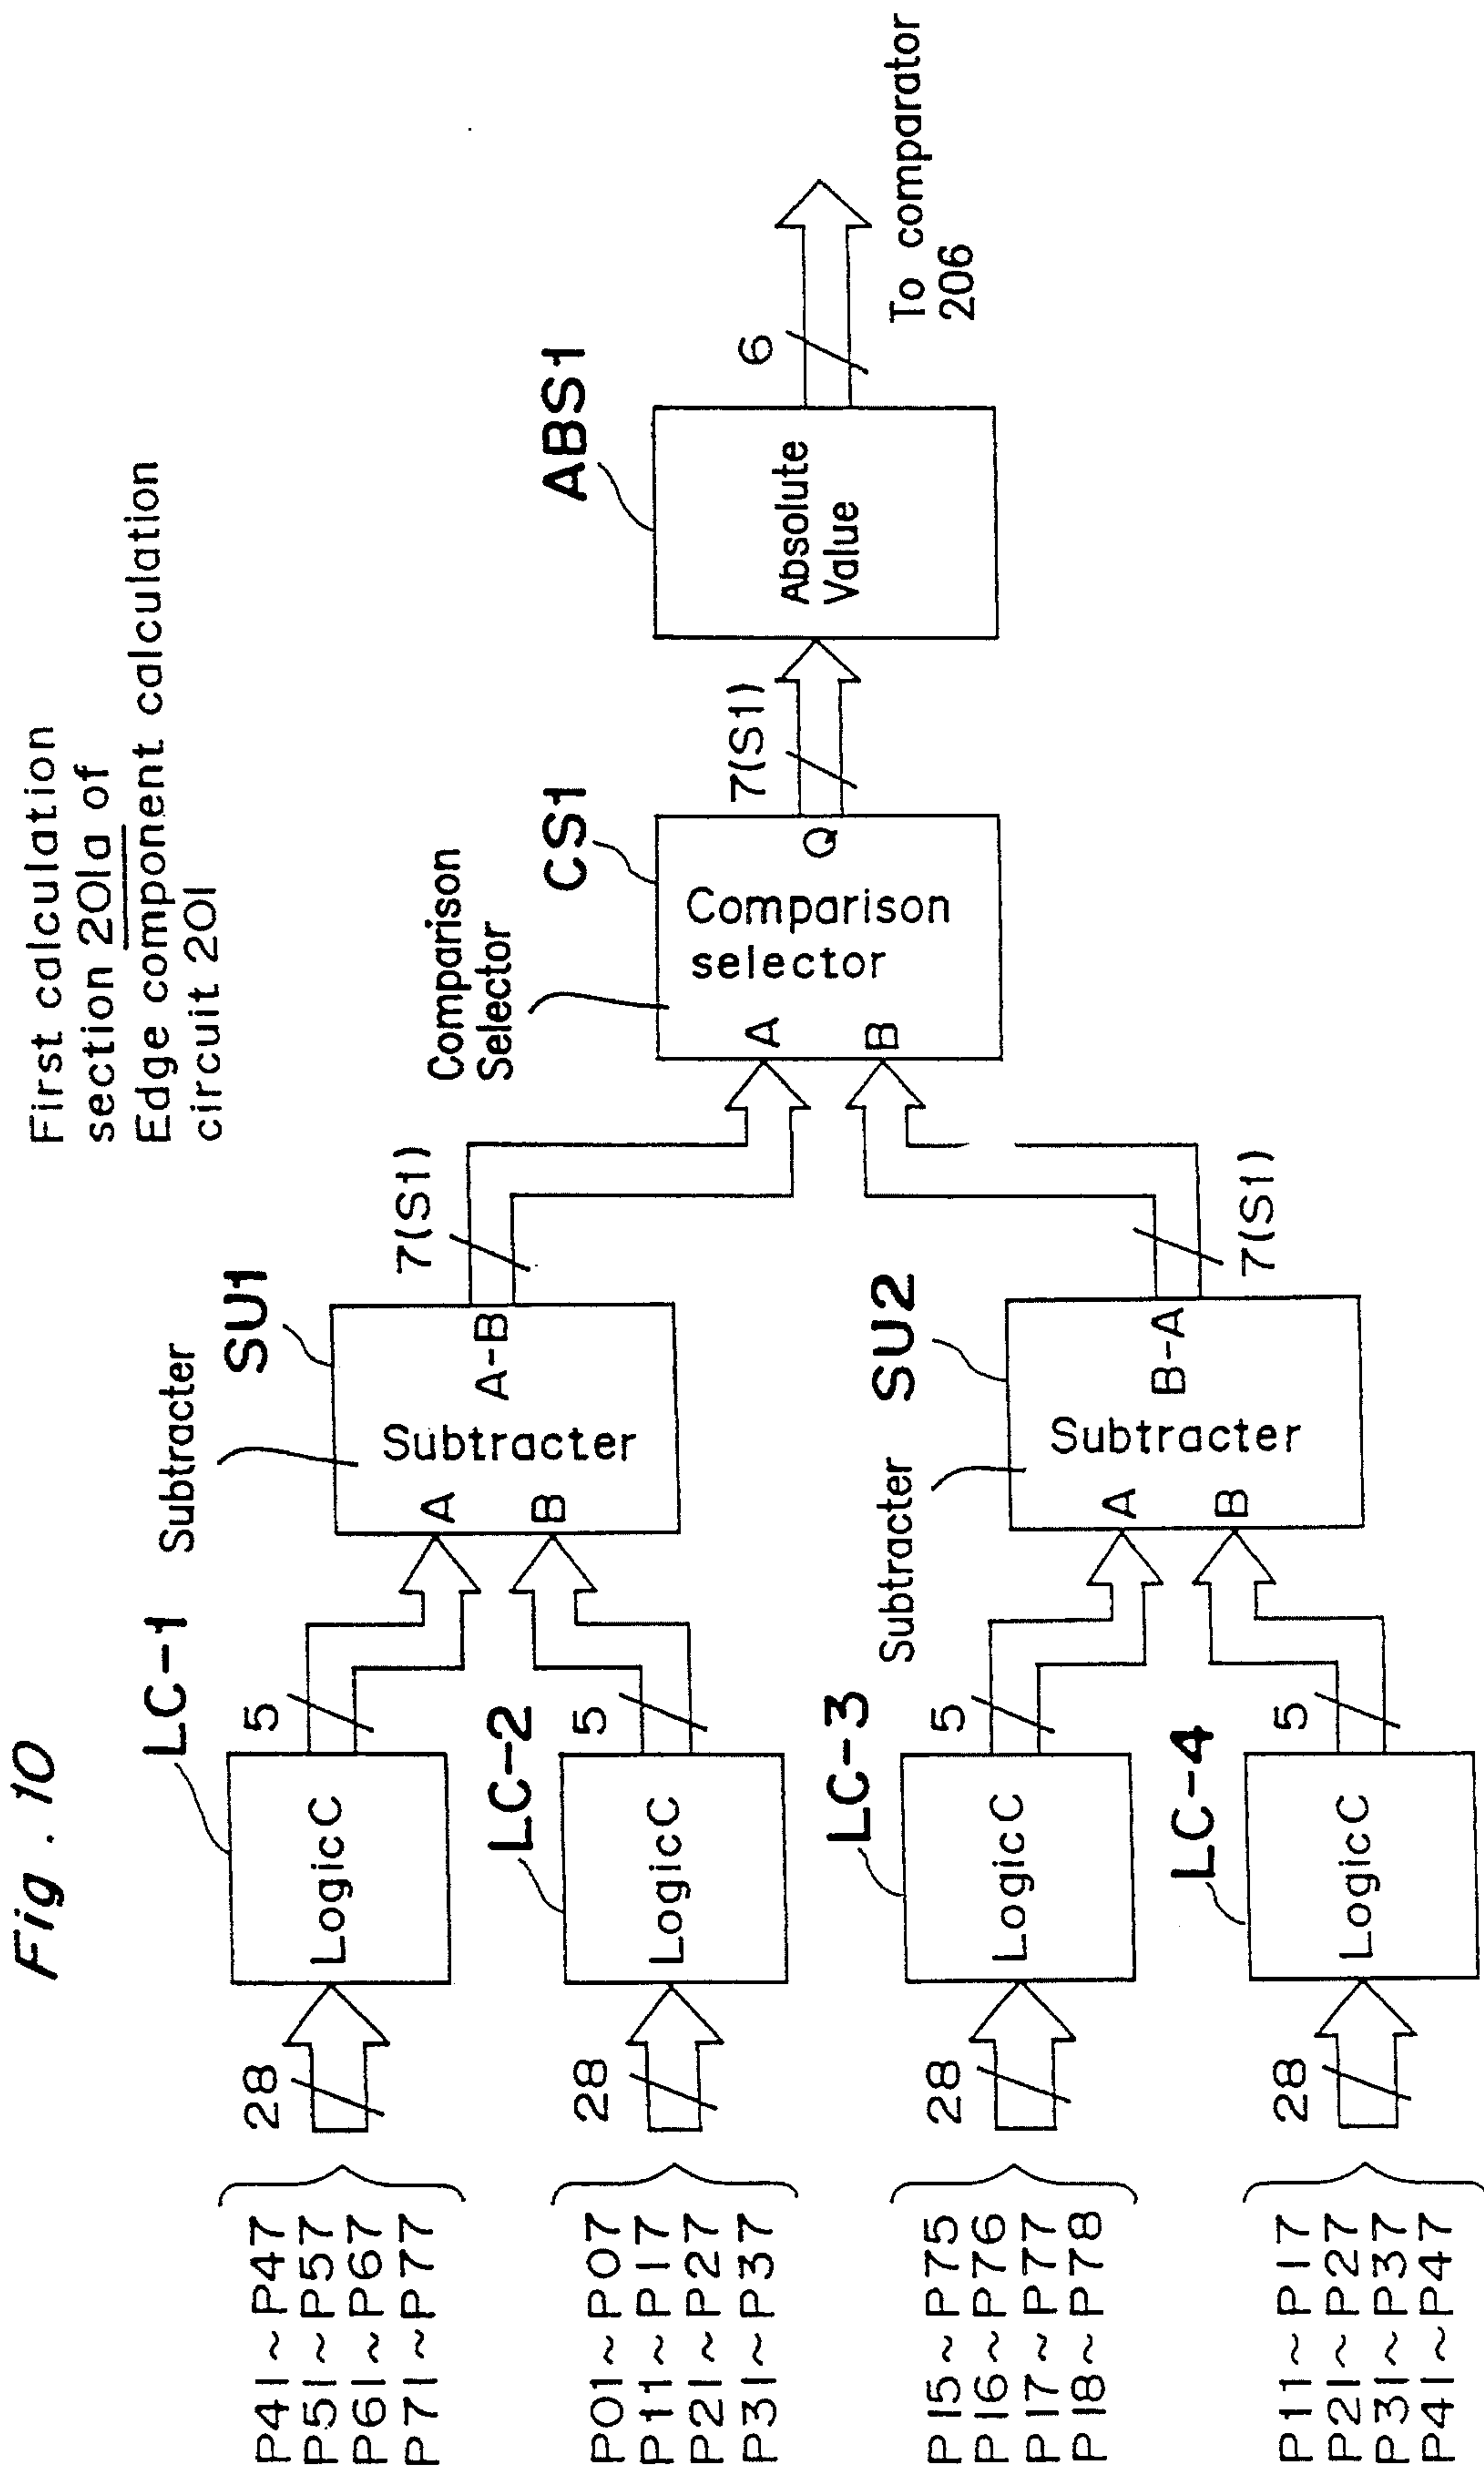 Fig. 10
First calculation
section 201a of
Edge component calculation
circuit 201
P41~P47
P51~P57
P61~P67
P71~P77
28
LogicC
LC-1
5
P01~P07
P11~P17
P21~P27
P31~P37
28
LogicC
LC-2
5
Subtracter
SU1
A
B
Subtracter
A-B
7(S1)
P15~P75
P16~P76
P17~P77
P18~P78
28
LogicC
LC-3
5
P11~P17
P21~P27
P31~P37
P41~P47
28
LogicC
LC-4
5
Subtracter
SU2
A
B
Subtracter
B-A
7(S1)
Comparison
Selector
CS1
A
B
Comparison
selector
Q
7(S1)
ABS1
Absolute
Value
6
To comparator
206